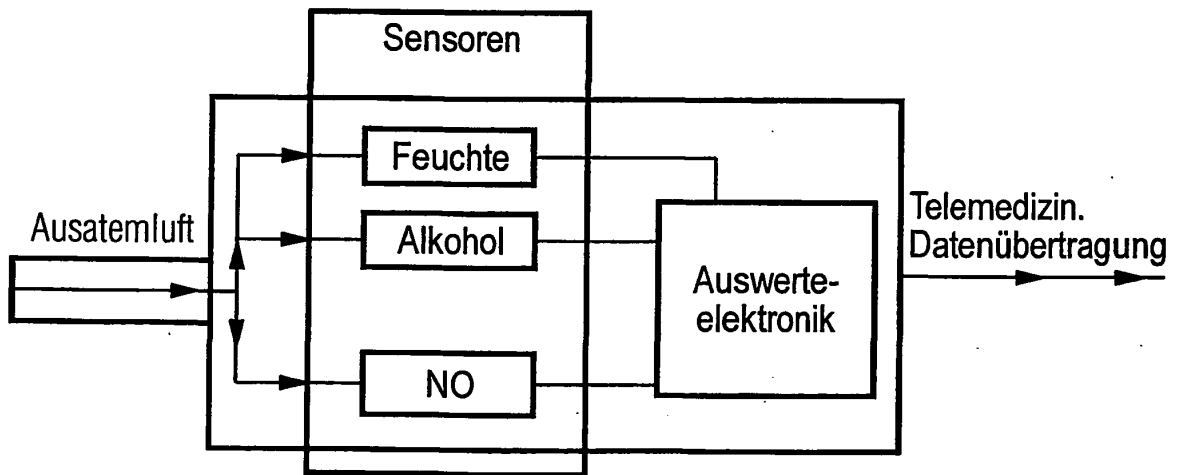 Sensoren
Feuchte
Ausatemluft
Alkohol
NO
Auswerte-
elektronik
Telemedizin.
Datenübertragung